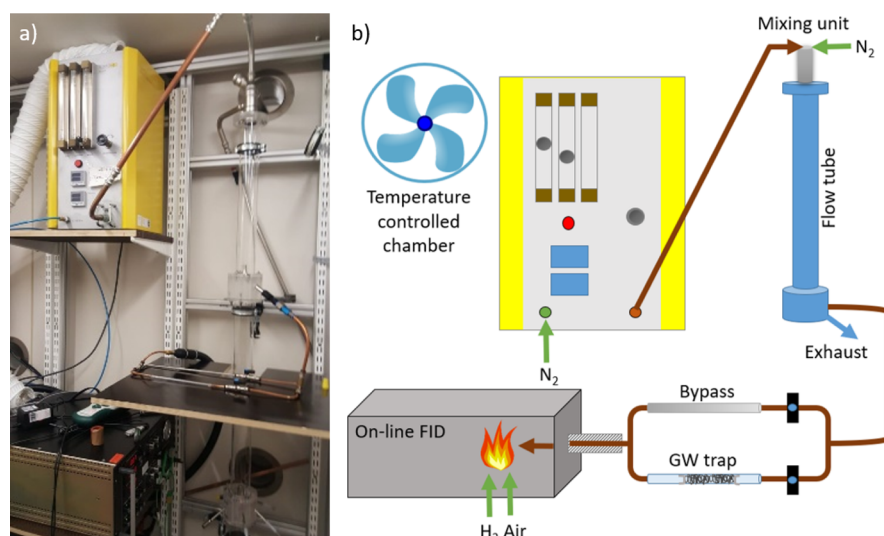 a)
b)
Mixing unit
N₂
Temperature
controlled
chamber
Flow tube
N₂
Exhaust
On-line FID
Bypass
GW trap
H₂ Air